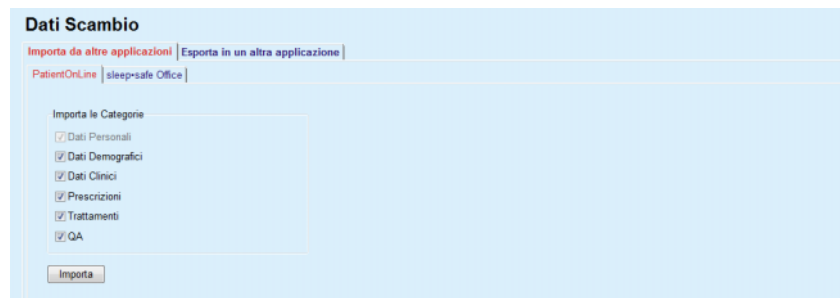 Dati Scambio
Importa da altre applicazioni Esporta in un altra applicazione
PatientOnLine sleep•safe Office
Importa le Categorie
Dati Personali
Dati Demografici
Dati Clinici
Prescrizioni
Trattamenti
QA
Importa